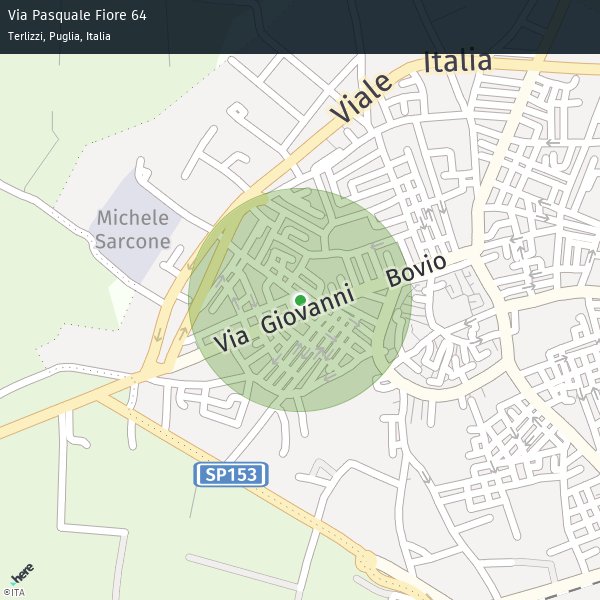 Via Pasquale Fiore 64
Terlizzi, Puglia, Italia
Viale Italia
Michele
Sarcone
Via Giovanni Bovio
SP153
here
©ITA